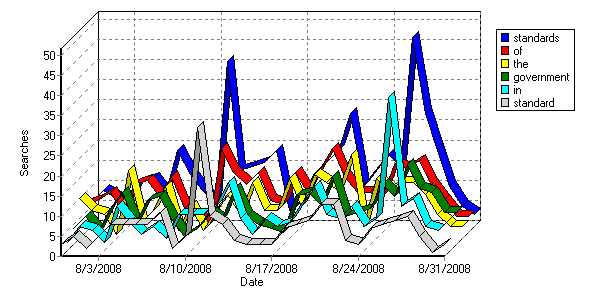 50
45
40
35
30
25
20
15
10
5
0
Searches
8/3/2008 8/10/2008 8/17/2008 8/24/2008 8/31/2008
Date
standards
of
the
government
in
standard